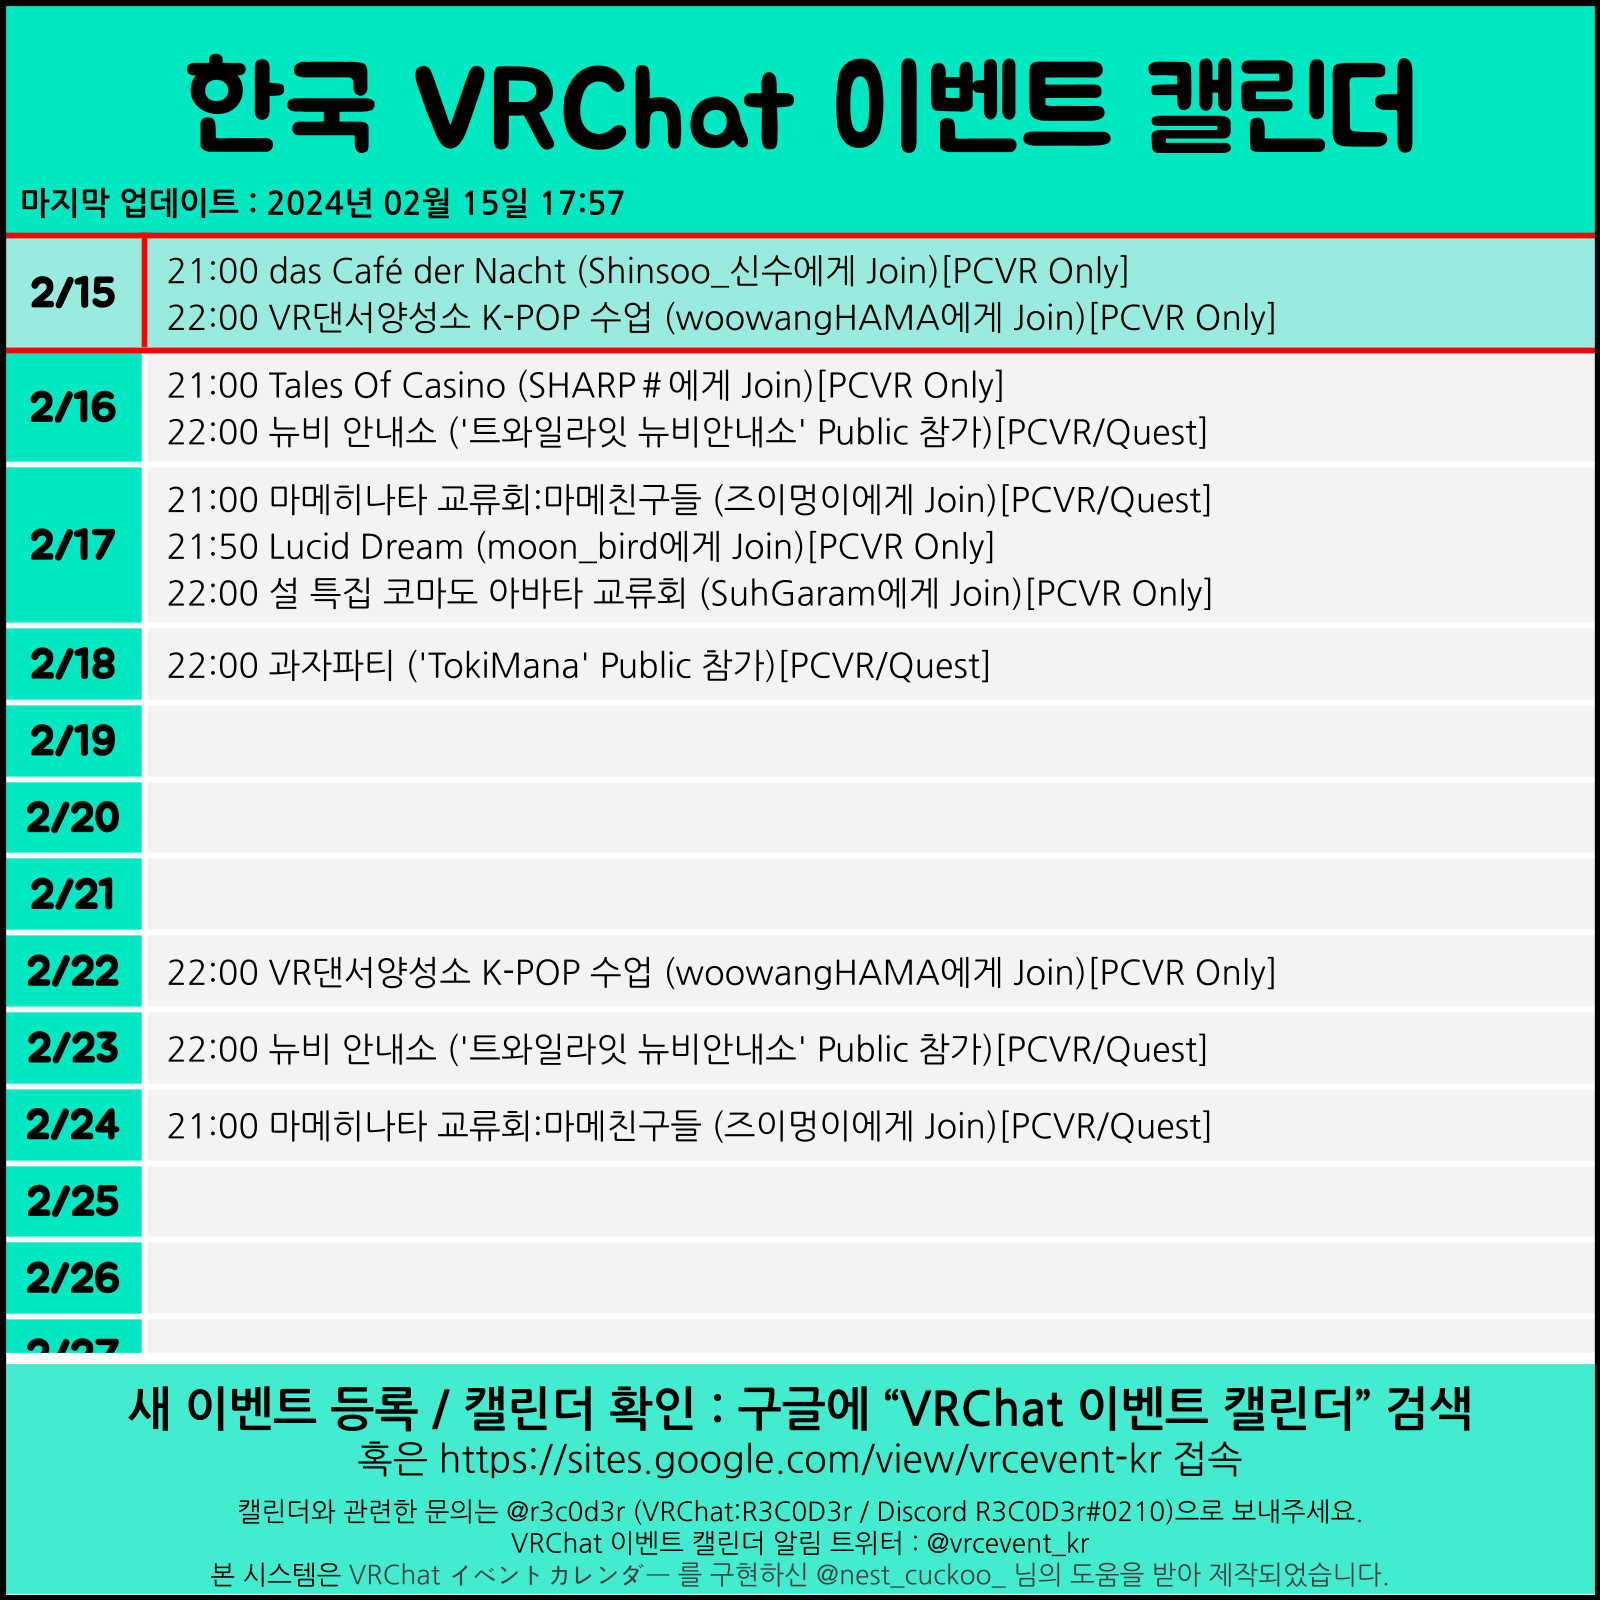 한국 VRChat 이벤트 캘린더
마지막 업데이트 : 2024년 02월 15일 17:57
2/15
21:00 das Café der Nacht (Shinsoo_신수에게 Join)[PCVR Only]
22:00 VR댄서양성소 K-POP 수업 (woowangHAMA에게 Join)[PCVR Only]
2/16
21:00 Tales Of Casino (SHARP＃에게 Join)[PCVR Only]
22:00 뉴비 안내소 ('트와일라잇 뉴비안내소' Public 참가)[PCVR/Quest]
2/17
21:00 마메히나타 교류회:마메친구들 (즈이멍이에게 Join)[PCVR/Quest]
21:50 Lucid Dream (moon_bird에게 Join)[PCVR Only]
22:00 설 특집 코마도 아바타 교류회 (SuhGaram에게 Join)[PCVR Only]
2/18
22:00 과자파티 ('TokiMana' Public 참가)[PCVR/Quest]
2/19
2/20
2/21
2/22
22:00 VR댄서양성소 K-POP 수업 (woowangHAMA에게 Join)[PCVR Only]
2/23
22:00 뉴비 안내소 ('트와일라잇 뉴비안내소' Public 참가)[PCVR/Quest]
2/24
21:00 마메히나타 교류회:마메친구들 (즈이멍이에게 Join)[PCVR/Quest]
2/25
2/26
2/27
새 이벤트 등록 / 캘린더 확인 : 구글에 “VRChat 이벤트 캘린더” 검색
혹은 https://sites.google.com/view/vrcevent-kr 접속
캘린더와 관련한 문의는 @r3c0d3r (VRChat:R3C0D3r / Discord R3C0D3r#0210)으로 보내주세요.
VRChat 이벤트 캘린더 알림 트위터 : @vrcevent_kr
본 시스템은 VRChat イベントカレンダー 를 구현하신 @nest_cuckoo_ 님의 도움을 받아 제작되었습니다.